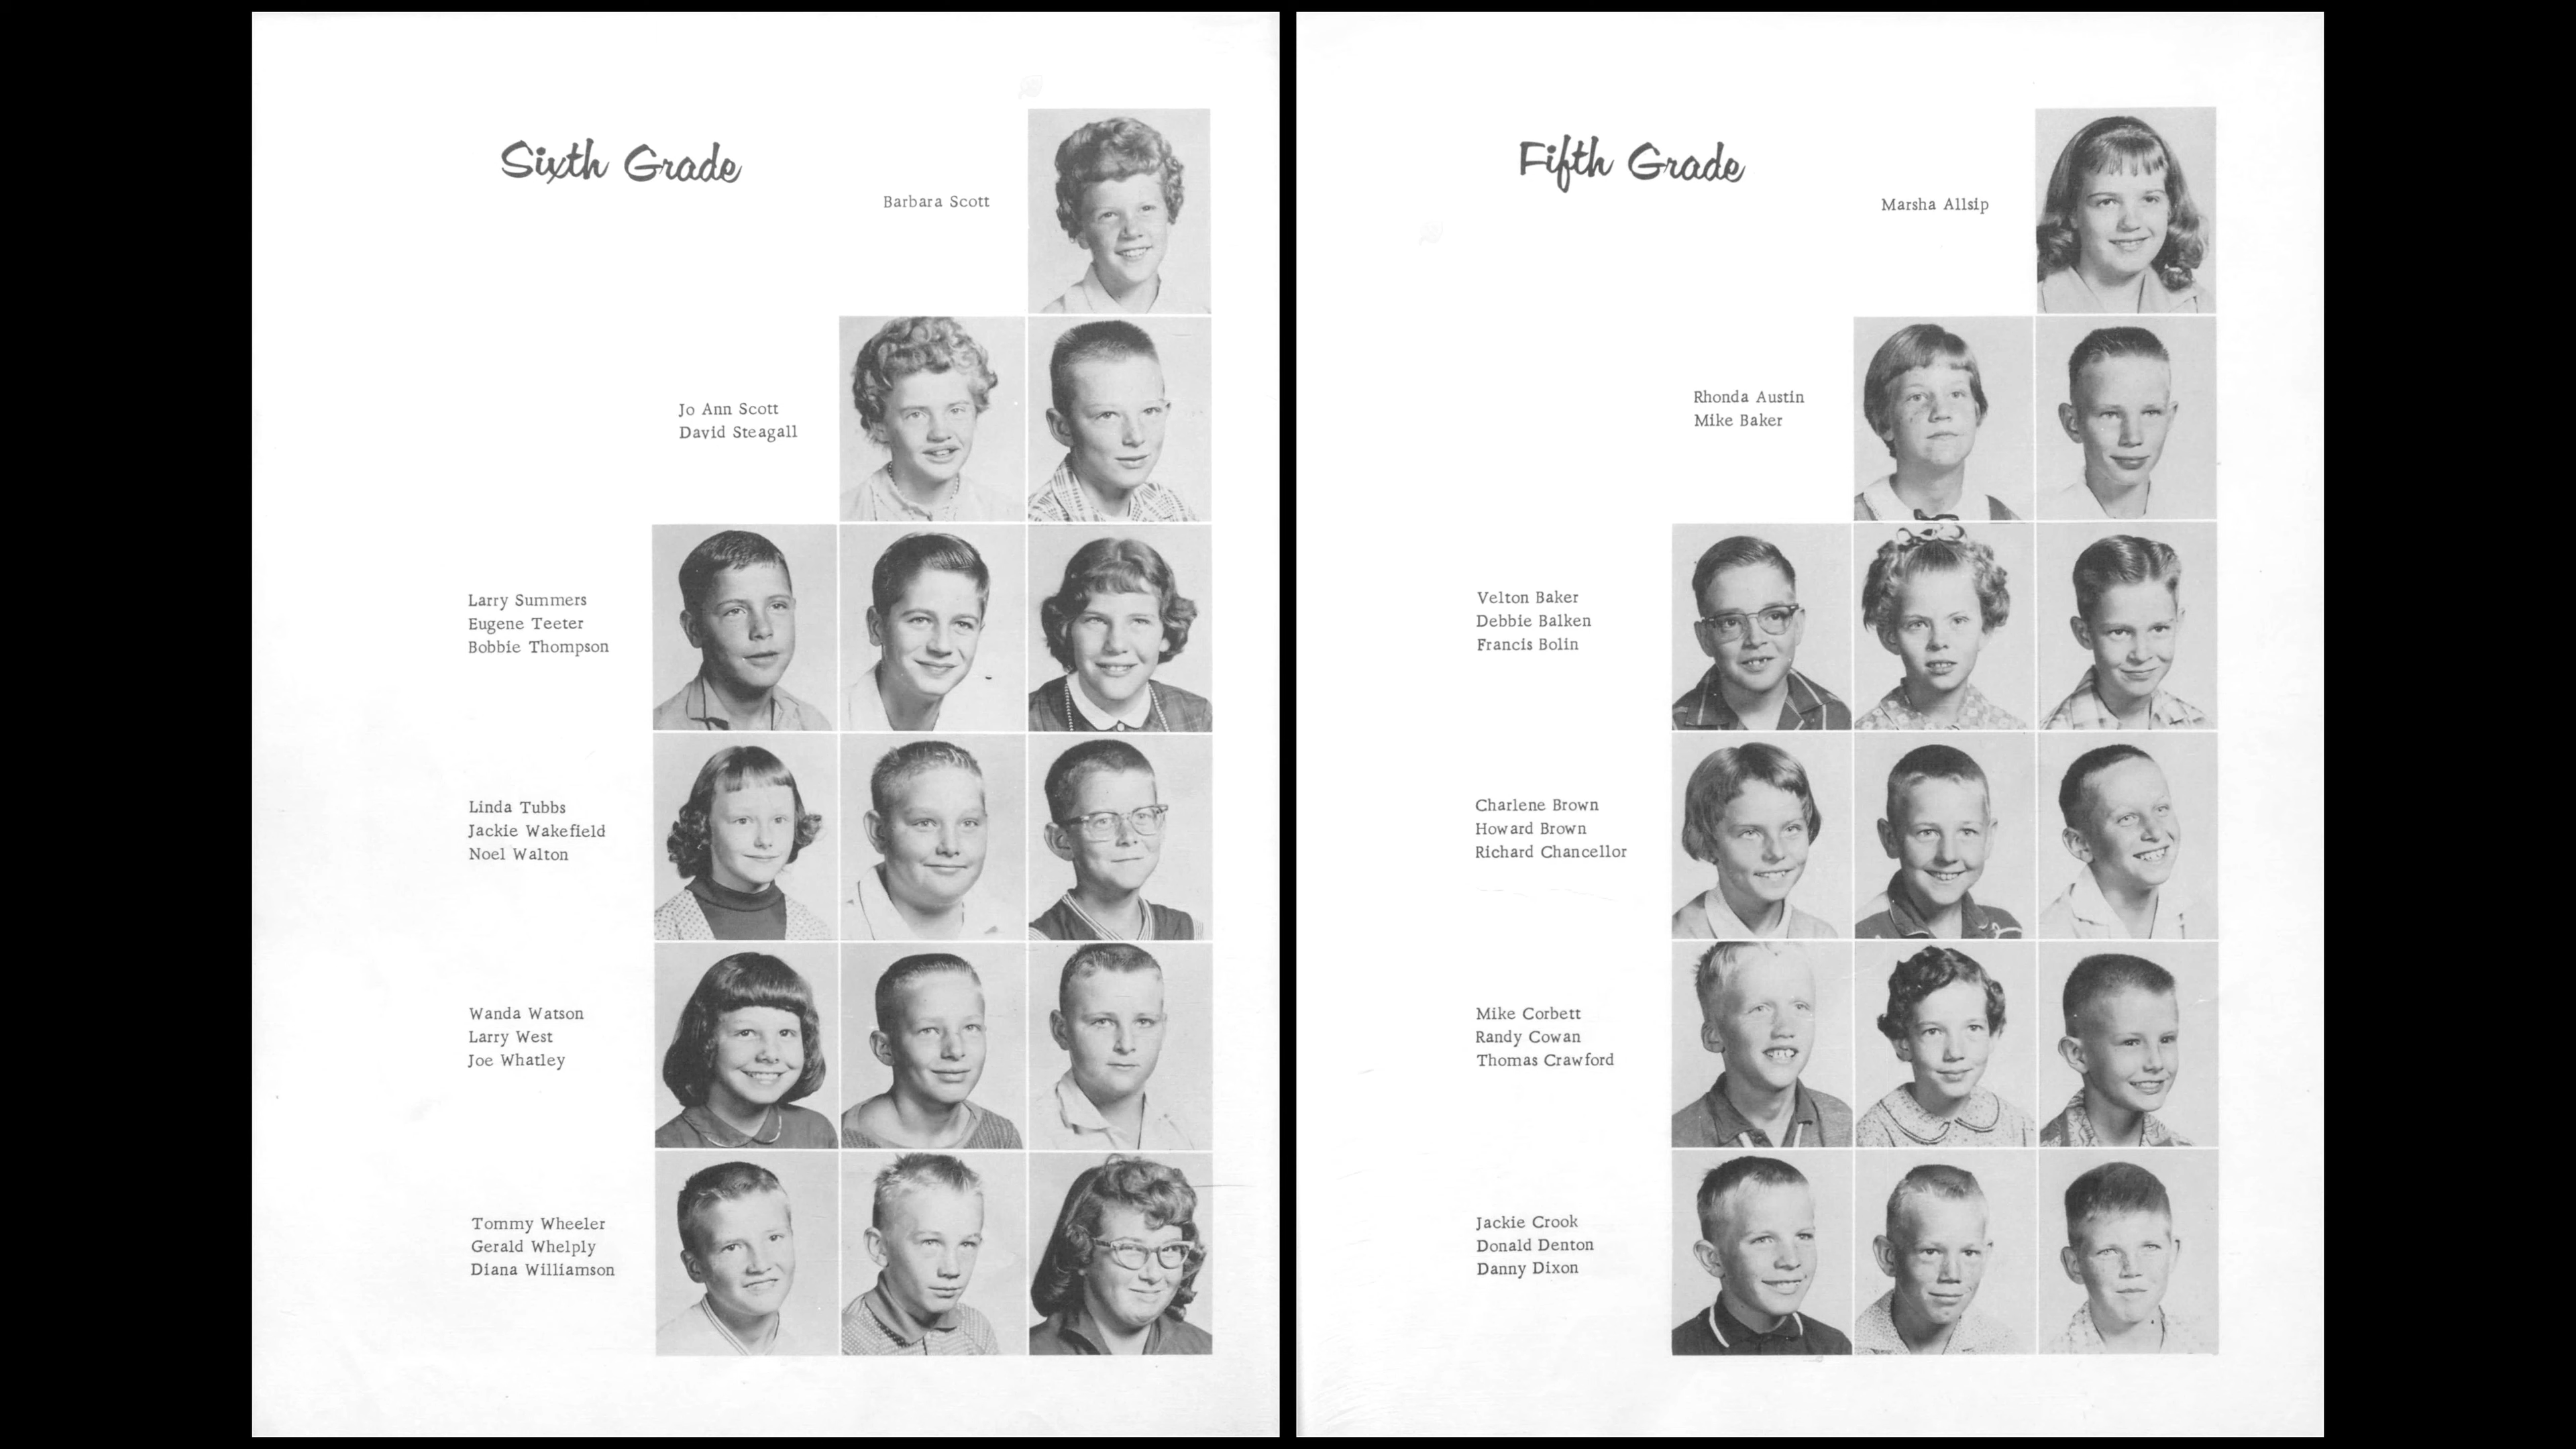 Sixth Grade
Barbara Scott
Jo Ann Scott
David Steagall
Larry Summers
Eugene Teeter
Bobbie Thompson
Linda Tubbs
Jackie Wakefield
Noel Walton
Wanda Watson
Larry West
Joe Whatley
Tommy Wheeler
Gerald Whelply
Diana Williamson
Fifth Grade
Marsha Allsip
Rhonda Austin
Mike Baker
Velton Baker
Debbie Balken
Francis Bolin
Charlene Brown
Howard Brown
Richard Chancellor
Mike Corbett
Randy Cowan
Thomas Crawford
Jackie Crook
Donald Denton
Danny Dixon